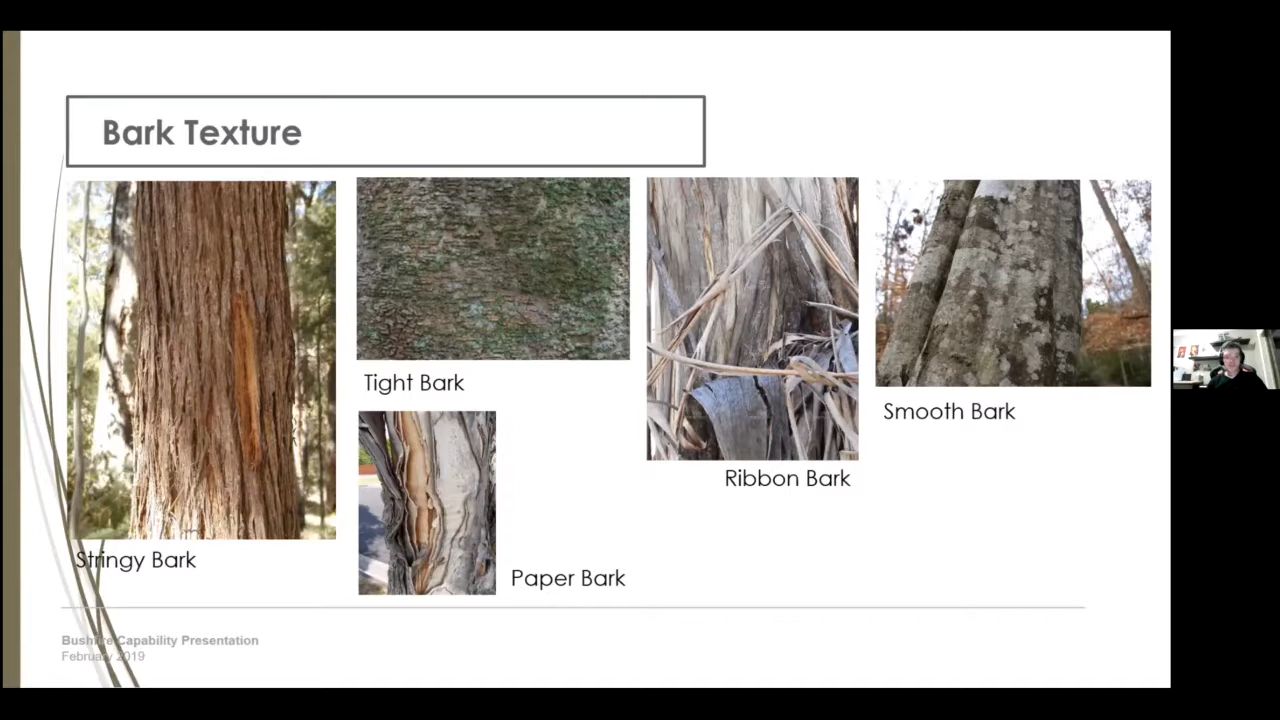 Bark Texture
Tight Bark
Smooth Bark
Ribbon Bark
Stringy Bark
Paper Bark
Bushfire Capability Presentation
February 2019